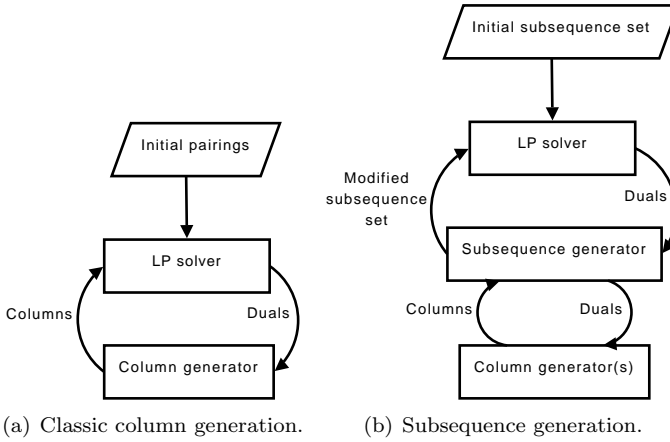 Initial pairings
LP solver
Columns
Duals
Column generator
(a) Classic column generation.
Initial subsequence set
LP solver
Modified
subsequence
set
Duals
Subsequence generator
Columns
Duals
Column generator(s)
(b) Subsequence generation.